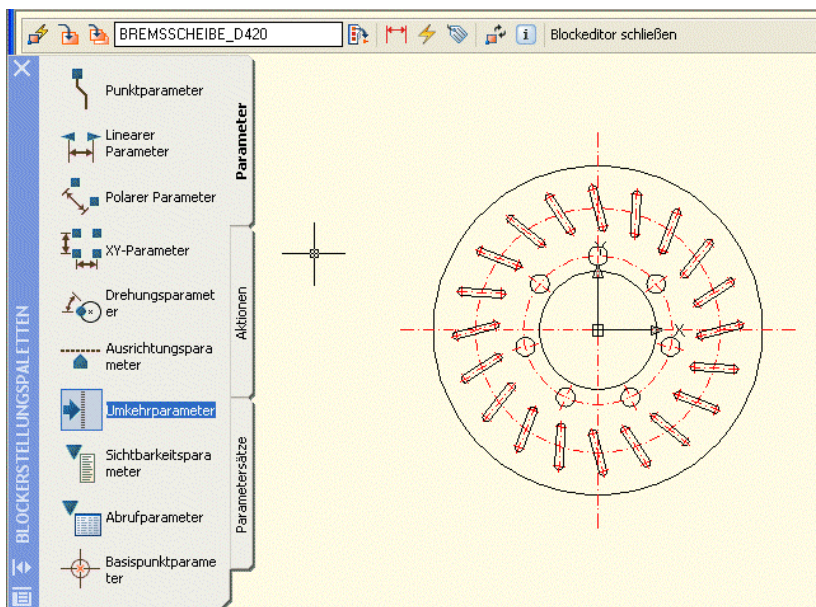 BREMSSCHEIBE_D420
Blockeditor schließen
BLOCKERSTELLUNGSPALETTEN
Punktparameter
Linearer
Parameter
Polarer Parameter
XY-Parameter
Drehungsparamet
er
Ausrichtungspara
meter
Umkehrparameter
Sichtbarkeitspara
meter
Abrufparameter
Basispunktparame
ter
Parameter
Aktionen
Parametersätze
Y
X